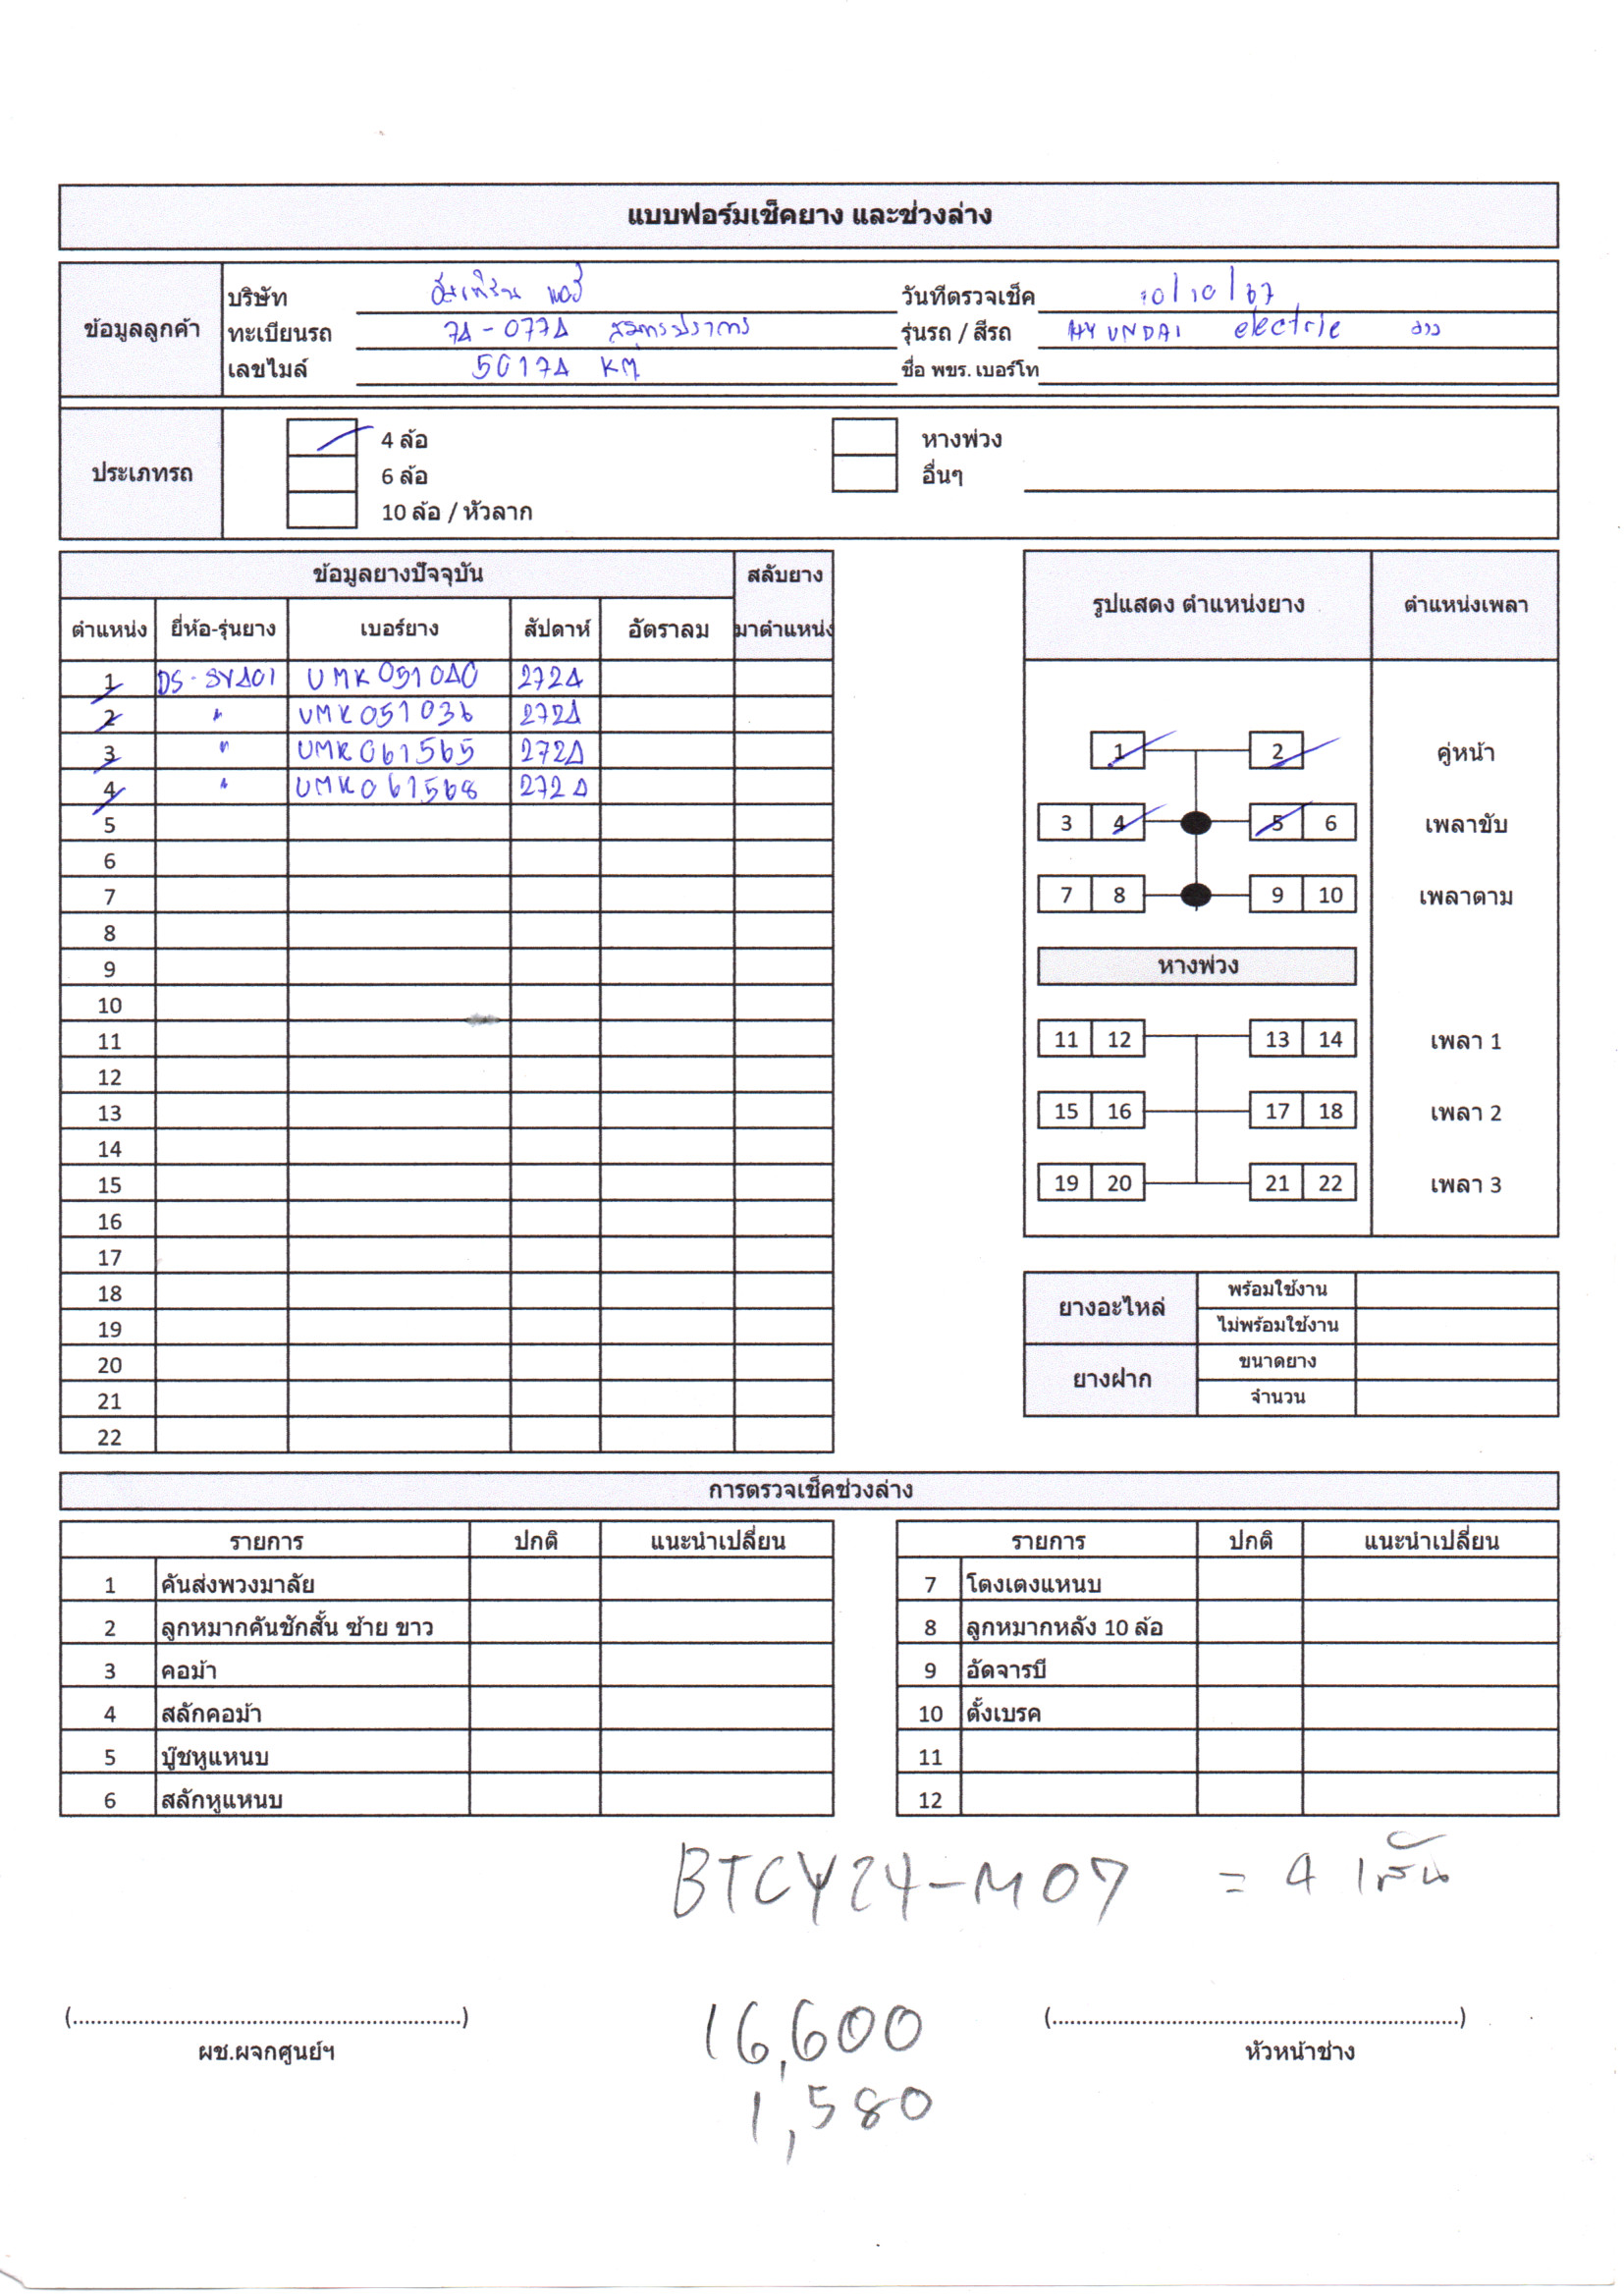 แบบฟอร์มเช็คยาง และช่วงล่าง
ข้อมูลลูกค้า
บริษัท
วันที่ตรวจเช็ค 10/10/67
ทะเบียนรถ 74-0774 สมุทรปราการ
รุ่นรถ / สีรถ HYUNDAI electric ขาว
เลขไมล์ 50174 KM
ชื่อ พขร. เบอร์โท
ประเภทรถ
4 ล้อ
หางพ่วง
6 ล้อ
อื่นๆ
10 ล้อ / หัวลาก
ข้อมูลยางปัจจุบัน สลับยาง
ตำแหน่ง ยี่ห้อ-รุ่นยาง เบอร์ยาง สัปดาห์ อัตราลม มาตำแหน่ง
1 DS-SV401 UMK051040 2724
2 " UMK051036 2724
3 " UMK061565 2724
4 " UMK061568 2724
5
6
7
8
9
10
11
12
13
14
15
16
17
18
19
20
21
22
รูปแสดง ตำแหน่งยาง ตำแหน่งเพลา
1 2 คู่หน้า
3 4 5 6 เพลาขับ
7 8 9 10 เพลาตาม
หางพ่วง
11 12 13 14 เพลา 1
15 16 17 18 เพลา 2
19 20 21 22 เพลา 3
ยางอะไหล่ พร้อมใช้งาน
ไม่พร้อมใช้งาน
ยางฝาก ขนาดยาง
จำนวน
การตรวจเช็คช่วงล่าง
รายการ ปกติ แนะนำเปลี่ยน
1 คันส่งพวงมาลัย
2 ลูกหมากคันชักสั้น ซ้าย ขาว
3 คอม้า
4 สลักคอม้า
5 บู๊ชหูแหนบ
6 สลักหูแหนบ
รายการ ปกติ แนะนำเปลี่ยน
7 โตงเตงแหนบ
8 ลูกหมากหลัง 10 ล้อ
9 อัดจารบี
10 ตั้งเบรค
11
12
BTCY24-M07 = 4 เส้น
(.................................................................)
ผช.ผจกศูนย์ฯ
16,600
1,580
(.....................................................................)
หัวหน้าช่าง